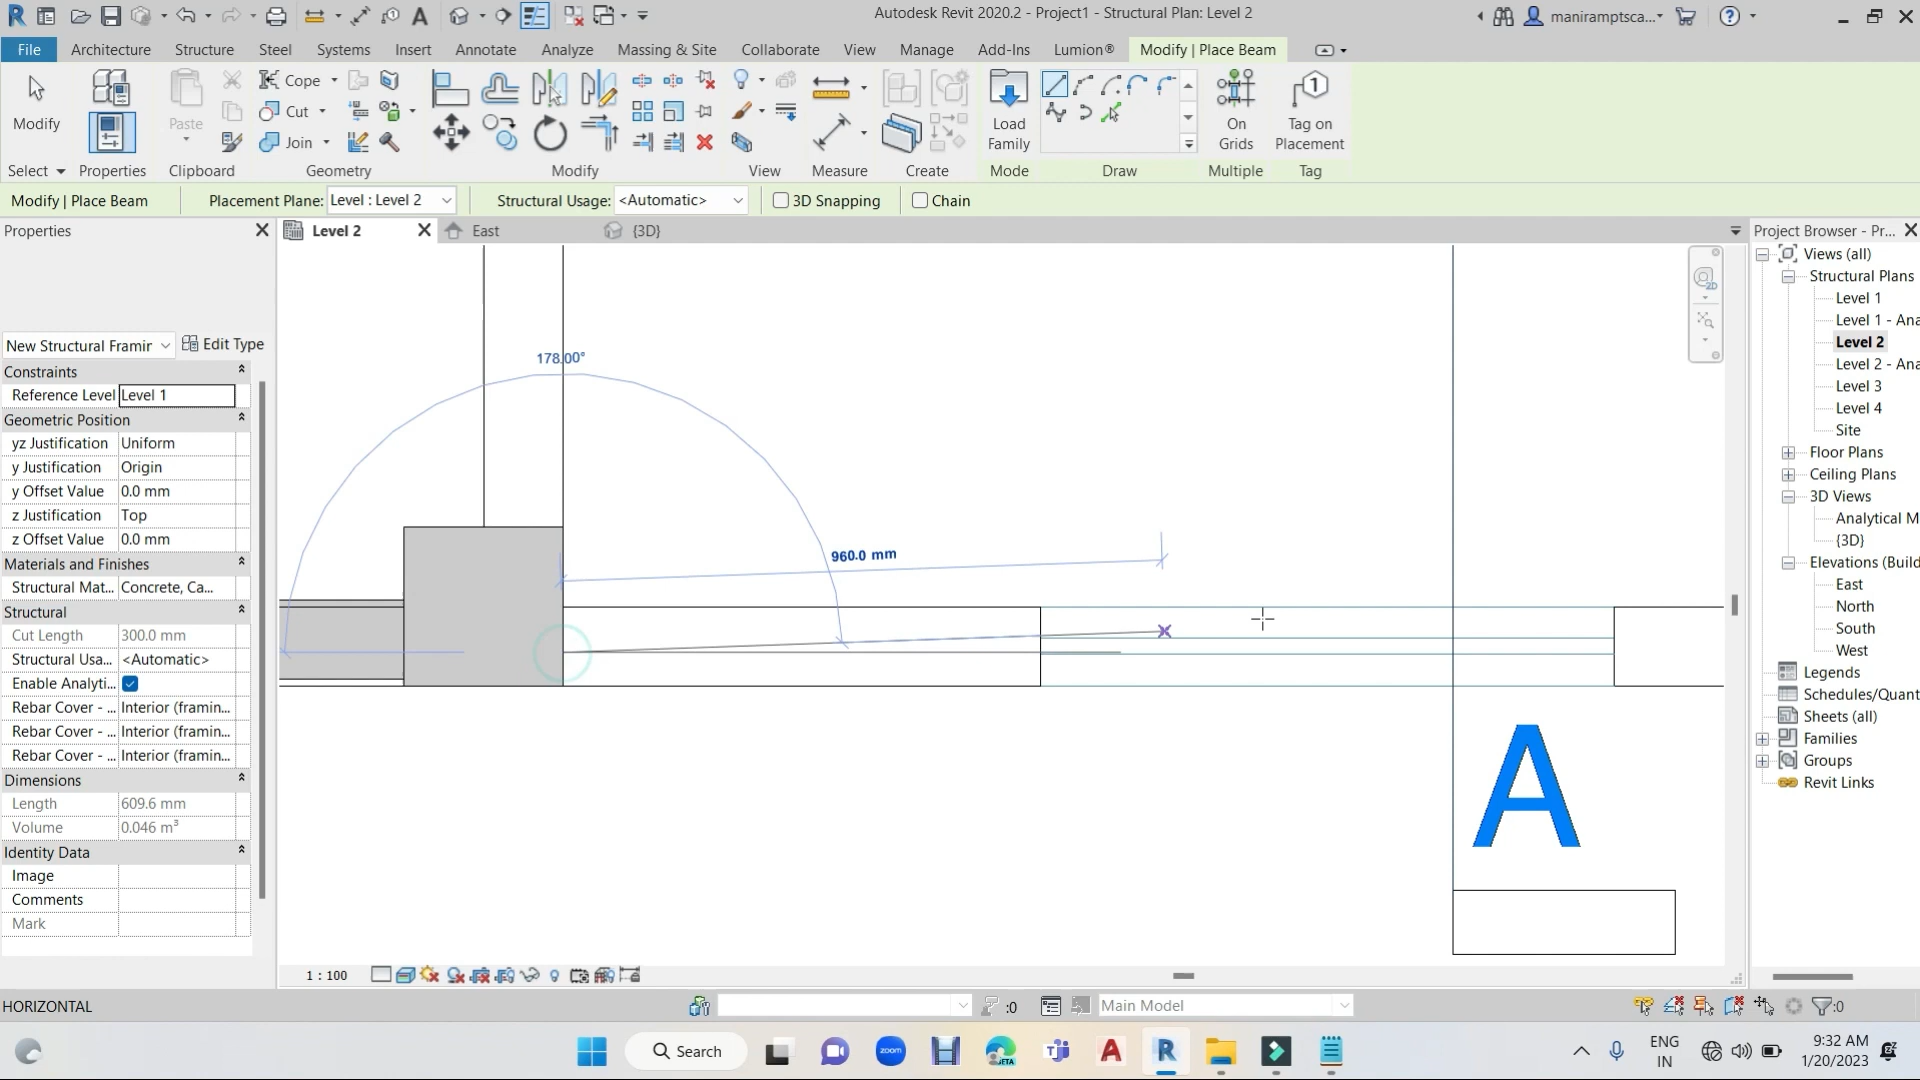 Autodesk Revit 2020.2 - Project1 - Structural Plan: Level 2
maniramptsca...
File Architecture Structure Steel Systems Insert Annotate Analyze Massing & Site Collaborate View Manage Add-Ins Lumion® Modify | Place Beam
Modify
Paste
Cope
Cut
Join
Load
Family
On
Grids
Tag on
Placement
Select Properties Clipboard Geometry Modify View Measure Create Mode Draw Multiple Tag
Modify | Place Beam Placement Plane: Level : Level 2 Structural Usage: <Automatic> 3D Snapping Chain
Properties
Level 2 East {3D}
Project Browser - Pr...
New Structural Framir Edit Type
Constraints
Reference Level Level 1
Geometric Position
yz Justification Uniform
y Justification Origin
y Offset Value 0.0 mm
z Justification Top
z Offset Value 0.0 mm
Materials and Finishes
Structural Mat... Concrete, Ca...
Structural
Cut Length 300.0 mm
Structural Usa... <Automatic>
Enable Analyti...
Rebar Cover - ... Interior (framin...
Rebar Cover - ... Interior (framin...
Rebar Cover - ... Interior (framin...
Dimensions
Length 609.6 mm
Volume 0.046 m³
Identity Data
Image
Comments
Mark
178.00°
960.0 mm
A
2D
Views (all)
Structural Plans
Level 1
Level 1 - Ana
Level 2
Level 2 - Ana
Level 3
Level 4
Site
Floor Plans
Ceiling Plans
3D Views
Analytical M
{3D}
Elevations (Build
East
North
South
West
Legends
Schedules/Quant
Sheets (all)
Families
Groups
Revit Links
1 : 100
HORIZONTAL
:0
Main Model
:0
Search
zoom
BETA
ENG
IN
9:32 AM
1/20/2023